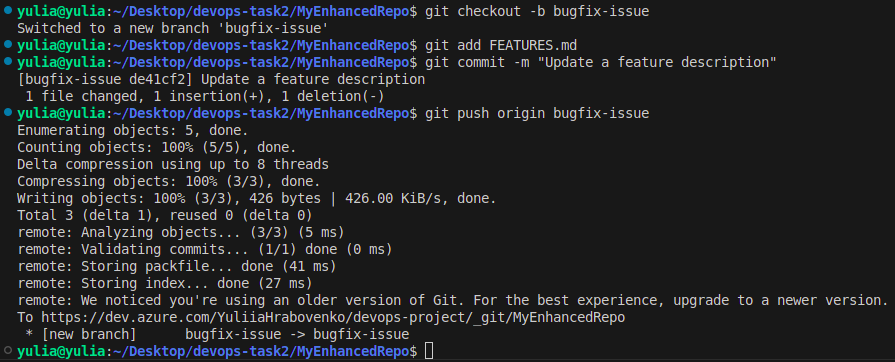 yulia@yulia:~/Desktop/devops-task2/MyEnhancedRepo$ git checkout -b bugfix-issue
Switched to a new branch 'bugfix-issue'
yulia@yulia:~/Desktop/devops-task2/MyEnhancedRepo$ git add FEATURES.md
yulia@yulia:~/Desktop/devops-task2/MyEnhancedRepo$ git commit -m "Update a feature description"
[bugfix-issue de41cf2] Update a feature description
 1 file changed, 1 insertion(+), 1 deletion(-)
yulia@yulia:~/Desktop/devops-task2/MyEnhancedRepo$ git push origin bugfix-issue
Enumerating objects: 5, done.
Counting objects: 100% (5/5), done.
Delta compression using up to 8 threads
Compressing objects: 100% (3/3), done.
Writing objects: 100% (3/3), 426 bytes | 426.00 KiB/s, done.
Total 3 (delta 1), reused 0 (delta 0)
remote: Analyzing objects... (3/3) (5 ms)
remote: Validating commits... (1/1) done (0 ms)
remote: Storing packfile... done (41 ms)
remote: Storing index... done (27 ms)
remote: We noticed you're using an older version of Git. For the best experience, upgrade to a newer version.
To https://dev.azure.com/YuliiaHrabovenko/devops-project/_git/MyEnhancedRepo
 * [new branch]      bugfix-issue -> bugfix-issue
yulia@yulia:~/Desktop/devops-task2/MyEnhancedRepo$